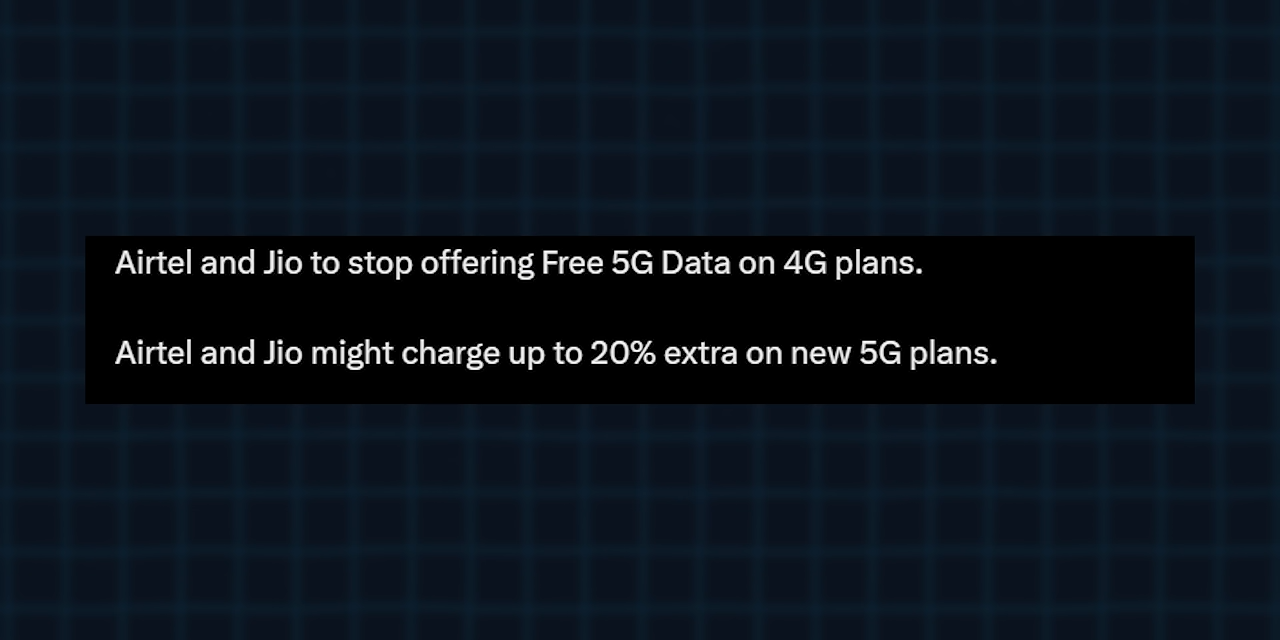 Airtel and Jio to stop offering Free 5G Data on 4G plans.
Airtel and Jio might charge up to 20% extra on new 5G plans.